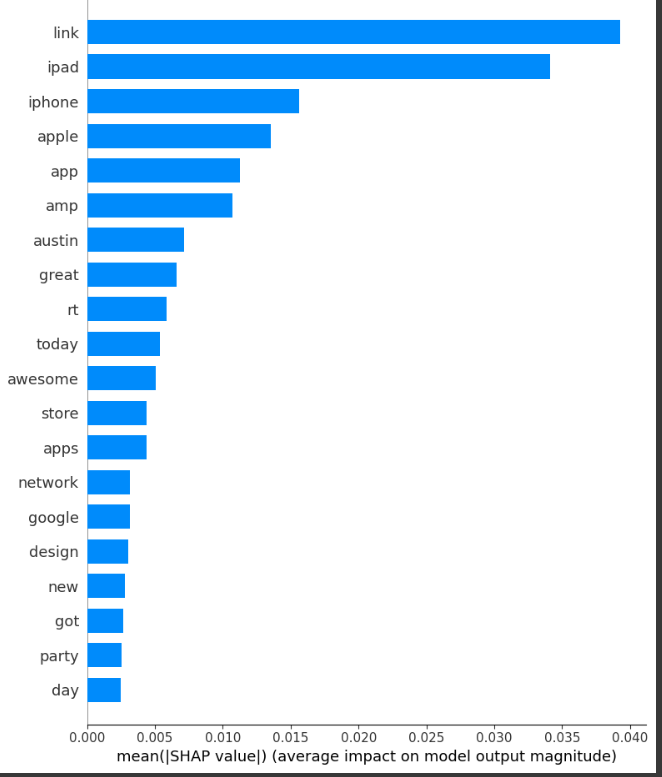 link
ipad
iphone
apple
app
amp
austin
great
rt
today
awesome
store
apps
network
google
design
new
got
party
day
0.000 0.005 0.010 0.015 0.020 0.025 0.030 0.035 0.040
mean(|SHAP value|) (average impact on model output magnitude)